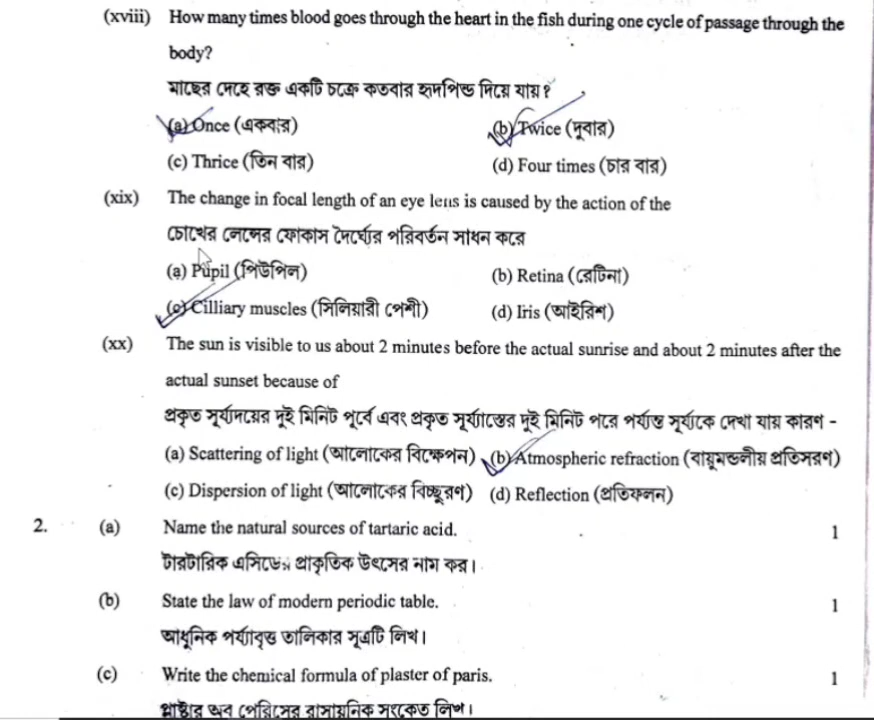 (xviii) How many times blood goes through the heart in the fish during one cycle of passage through the
body?
মাছের দেহে রক্ত একটি চক্রে কতবার হৃদপিণ্ড দিয়ে যায়?
(a) Once (একবার) (b) Twice (দুবার)
(c) Thrice (তিন বার) (d) Four times (চার বার)
(xix) The change in focal length of an eye lens is caused by the action of the
চোখের লেন্সের ফোকাস দৈর্ঘ্যের পরিবর্তন সাধন করে
(a) Pupil (পিউপিল) (b) Retina (রেটিনা)
(c) Cilliary muscles (সিলিয়ারী পেশী) (d) Iris (আইরিশ)
(xx) The sun is visible to us about 2 minutes before the actual sunrise and about 2 minutes after the
actual sunset because of
প্রকৃত সূর্য্যদয়ের দুই মিনিট পূর্বে এবং প্রকৃত সূর্য্যাস্তের দুই মিনিট পরে পর্য্যন্ত সূর্য্যকে দেখা যায় কারণ -
(a) Scattering of light (আলোকের বিক্ষেপন) (b) Atmospheric refraction (বায়ুমন্ডলীয় প্রতিসরণ)
(c) Dispersion of light (আলোকের বিচ্ছুরণ) (d) Reflection (প্রতিফলন)
2. (a) Name the natural sources of tartaric acid. 1
টারটারিক এসিডের প্রাকৃতিক উৎসের নাম কর।
(b) State the law of modern periodic table. 1
আধুনিক পর্য্যাবৃত্ত তালিকার সূত্রটি লিখ।
(c) Write the chemical formula of plaster of paris. 1
প্লাষ্টার অব পেরিসের রাসায়নিক সংকেত লিখ।